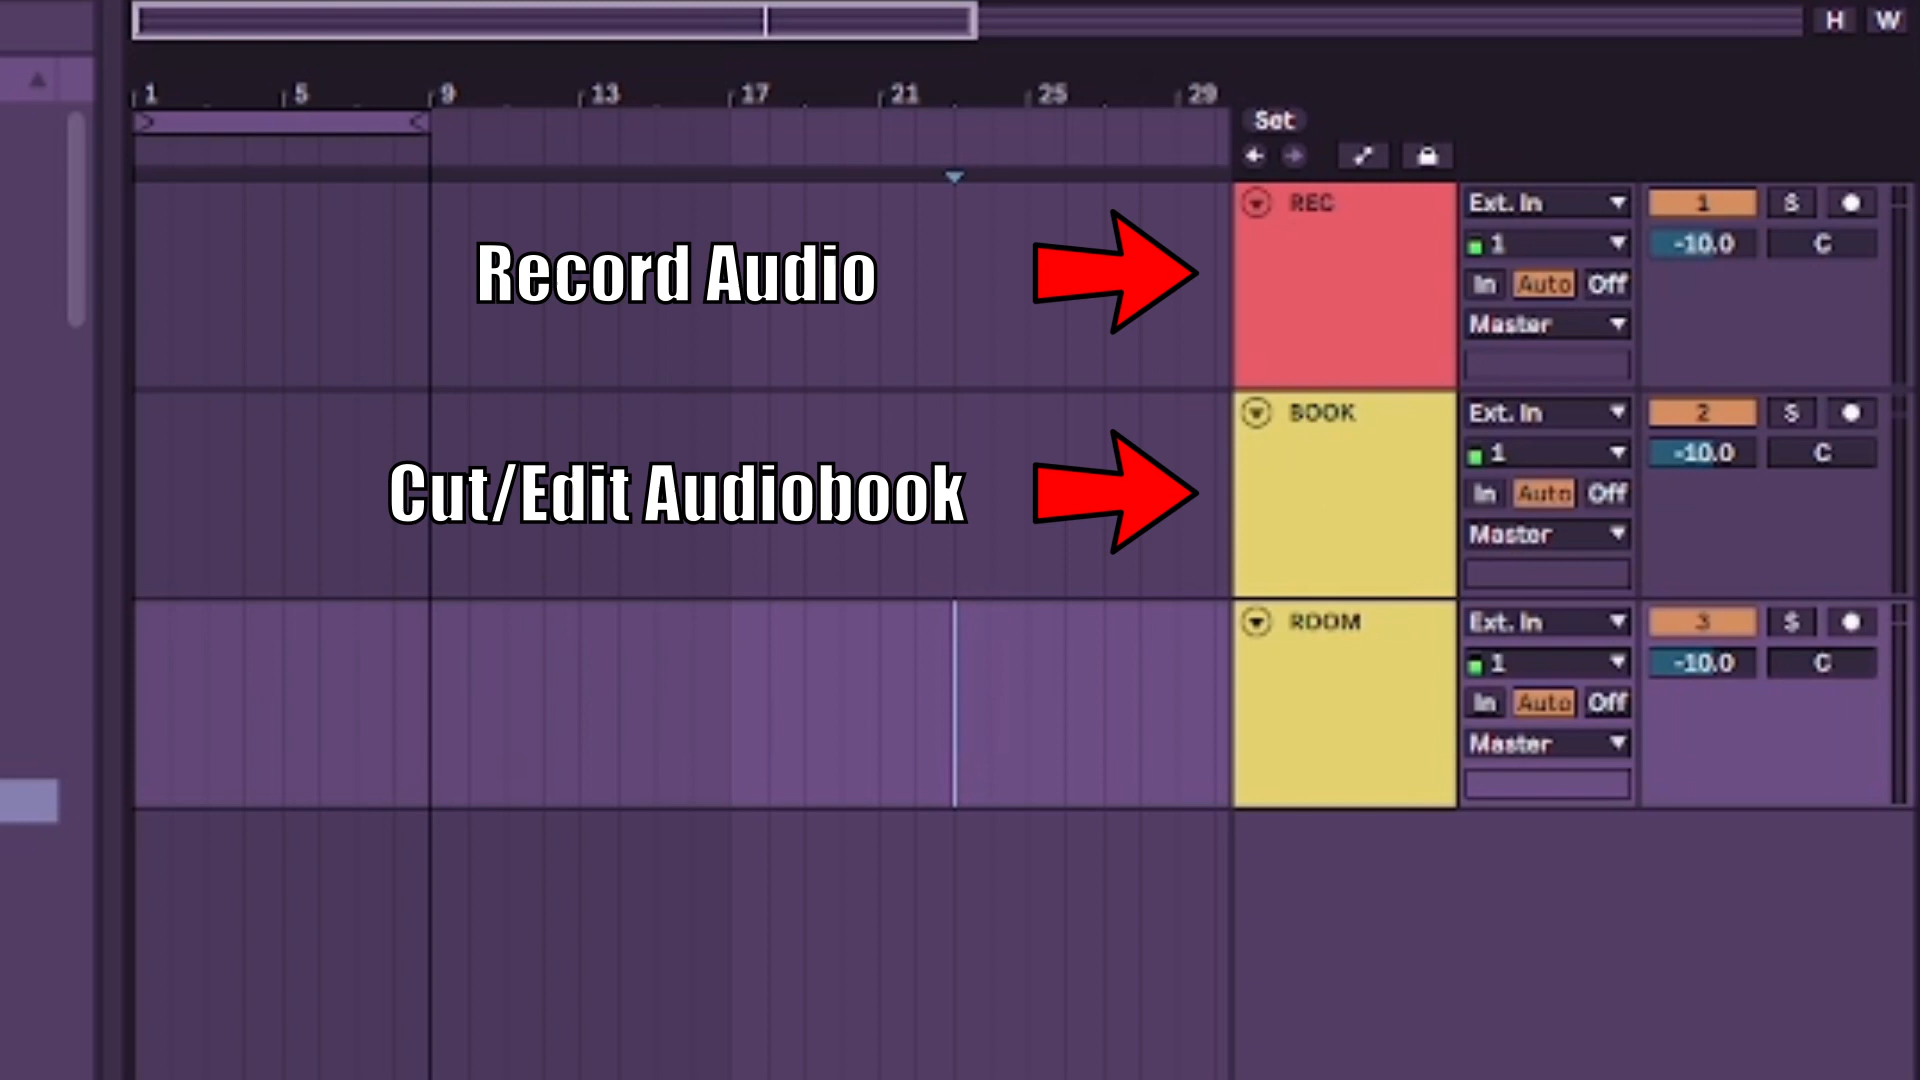 H W
1 5 9 13 17 21 25 29
Set
REC Ext. In 1 S
1 -10.0 C
In Auto Off
Master
Record Audio
BOOK Ext. In 2 S
1 -10.0 C
In Auto Off
Master
Cut/Edit Audiobook
ROOM Ext. In 3 S
1 -10.0 C
In Auto Off
Master